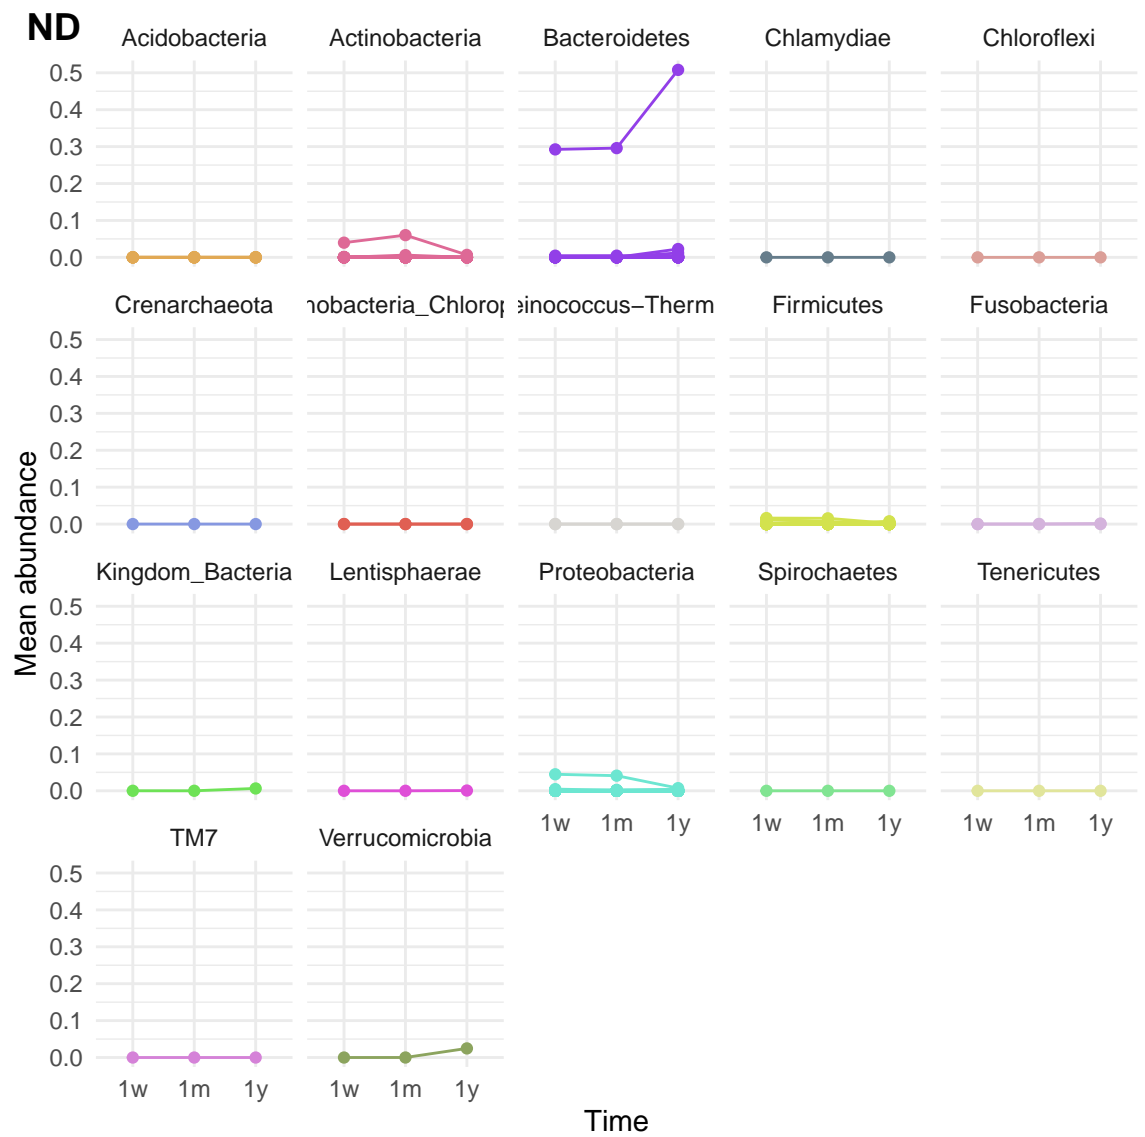 ND
Acidobacteria Actinobacteria Bacteroidetes Chlamydiae Chloroflexi
0.5
0.4
0.3
0.2
0.1
0.0
Crenarchaeota nobacteria_Chlorop einococcus−Therm Firmicutes Fusobacteria
0.5
0.4
0.3
0.2
0.1
0.0
Mean abundance
Kingdom_Bacteria Lentisphaerae Proteobacteria Spirochaetes Tenericutes
0.5
0.4
0.3
0.2
0.1
0.0
1w 1m 1y 1w 1m 1y 1w 1m 1y
TM7 Verrucomicrobia
0.5
0.4
0.3
0.2
0.1
0.0
1w 1m 1y 1w 1m 1y
Time